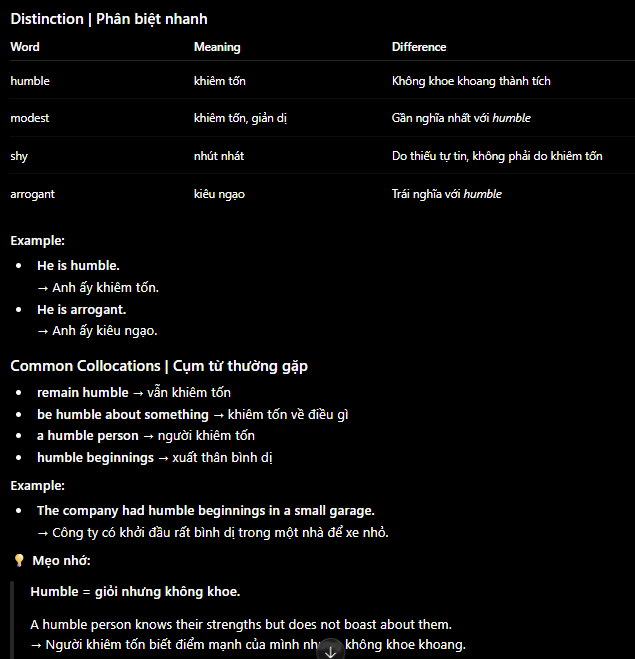 Distinction | Phân biệt nhanh
Word Meaning Difference
humble khiêm tốn Không khoe khoang thành tích
modest khiêm tốn, giản dị Gần nghĩa nhất với humble
shy nhút nhát Do thiếu tự tin, không phải do khiêm tốn
arrogant kiêu ngạo Trái nghĩa với humble
Example:
• He is humble.
→ Anh ấy khiêm tốn.
• He is arrogant.
→ Anh ấy kiêu ngạo.
Common Collocations | Cụm từ thường gặp
• remain humble → vẫn khiêm tốn
• be humble about something → khiêm tốn về điều gì
• a humble person → người khiêm tốn
• humble beginnings → xuất thân bình dị
Example:
• The company had humble beginnings in a small garage.
→ Công ty có khởi đầu rất bình dị trong một nhà để xe nhỏ.
💡 Mẹo nhớ:
Humble = giỏi nhưng không khoe.
A humble person knows their strengths but does not boast about them.
→ Người khiêm tốn biết điểm mạnh của mình không khoe khoang.